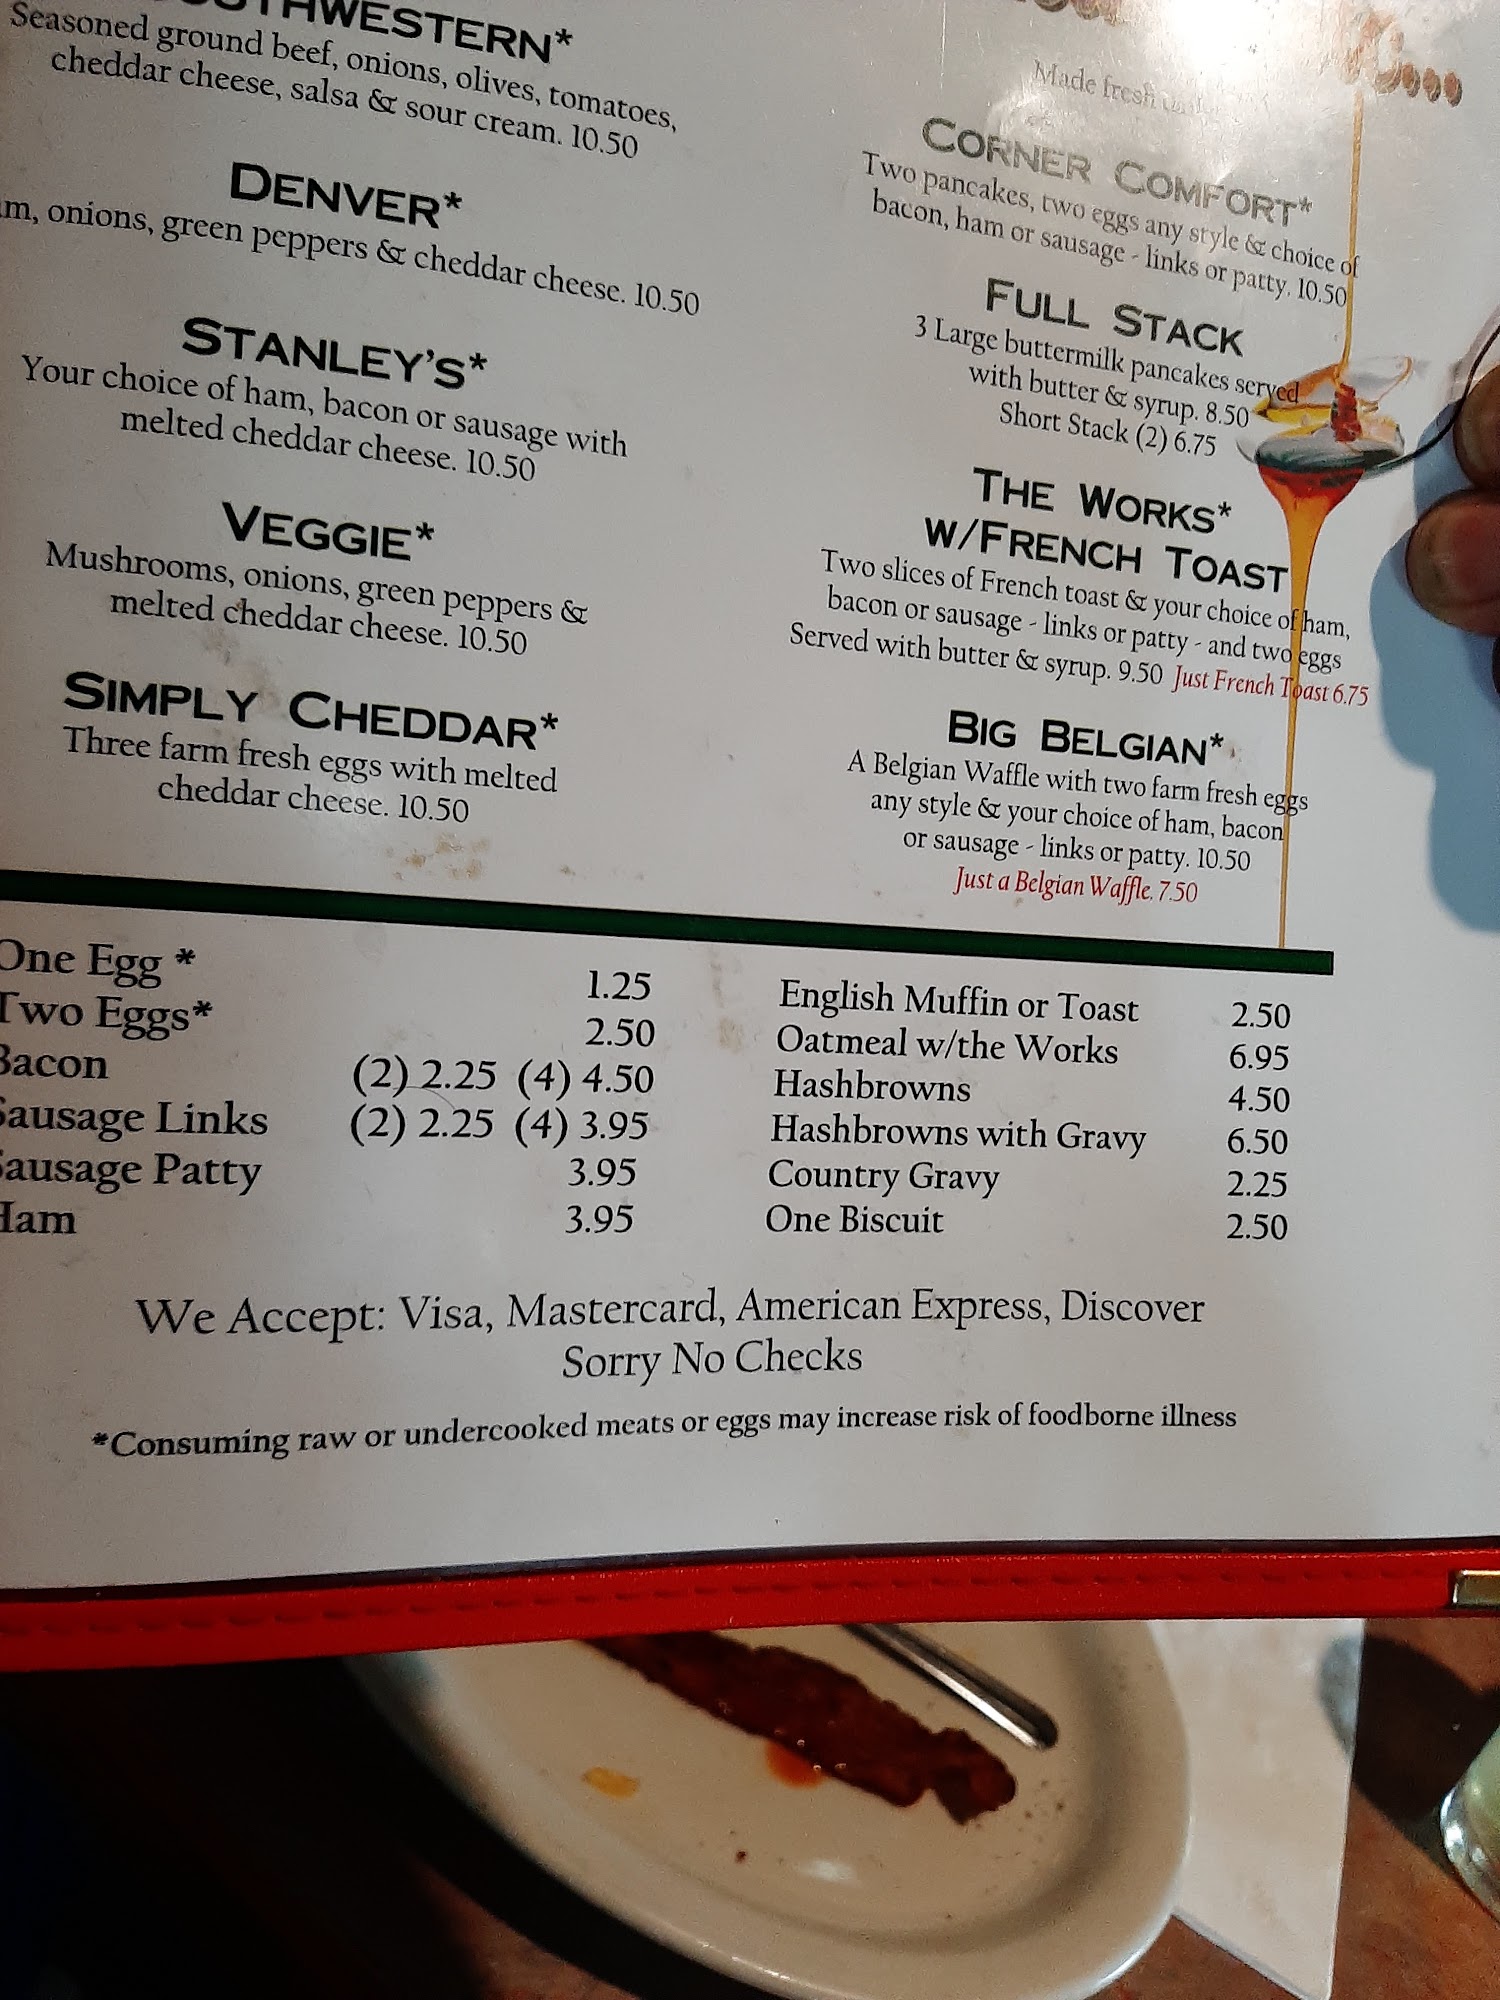 SOUTHWESTERN*
Seasoned ground beef, onions, olives, tomatoes,
cheddar cheese, salsa & sour cream. 10.50
DENVER*
onions, green peppers & cheddar cheese. 10.50
STANLEY'S*
Your choice of ham, bacon or sausage with
melted cheddar cheese. 10.50
VEGGIE*
Mushrooms, onions, green peppers &
melted cheddar cheese. 10.50
SIMPLY CHEDDAR*
Three farm fresh eggs with melted
cheddar cheese. 10.50
Made fresh
CORNER COMFORT*
Two pancakes, two eggs any style & choice of
bacon, ham or sausage - links or patty. 10.50
FULL STACK
3 Large buttermilk pancakes served
with butter & syrup. 8.50
Short Stack (2) 6.75
THE WORKS*
W/FRENCH TOAST
Two slices of French toast & your choice of ham,
bacon or sausage - links or patty - and two eggs
Served with butter & syrup. 9.50 Just French Toast 6.75
BIG BELGIAN*
A Belgian Waffle with two farm fresh eggs
any style & your choice of ham, bacon
or sausage - links or patty. 10.50
Just a Belgian Waffle. 7.50
One Egg * 1.25
Two Eggs* 2.50
Bacon (2) 2.25 (4) 4.50
Sausage Links (2) 2.25 (4) 3.95
Sausage Patty 3.95
Ham 3.95
English Muffin or Toast 2.50
Oatmeal w/the Works 6.95
Hashbrowns 4.50
Hashbrowns with Gravy 6.50
Country Gravy 2.25
One Biscuit 2.50
We Accept: Visa, Mastercard, American Express, Discover
Sorry No Checks
*Consuming raw or undercooked meats or eggs may increase risk of foodborne illness